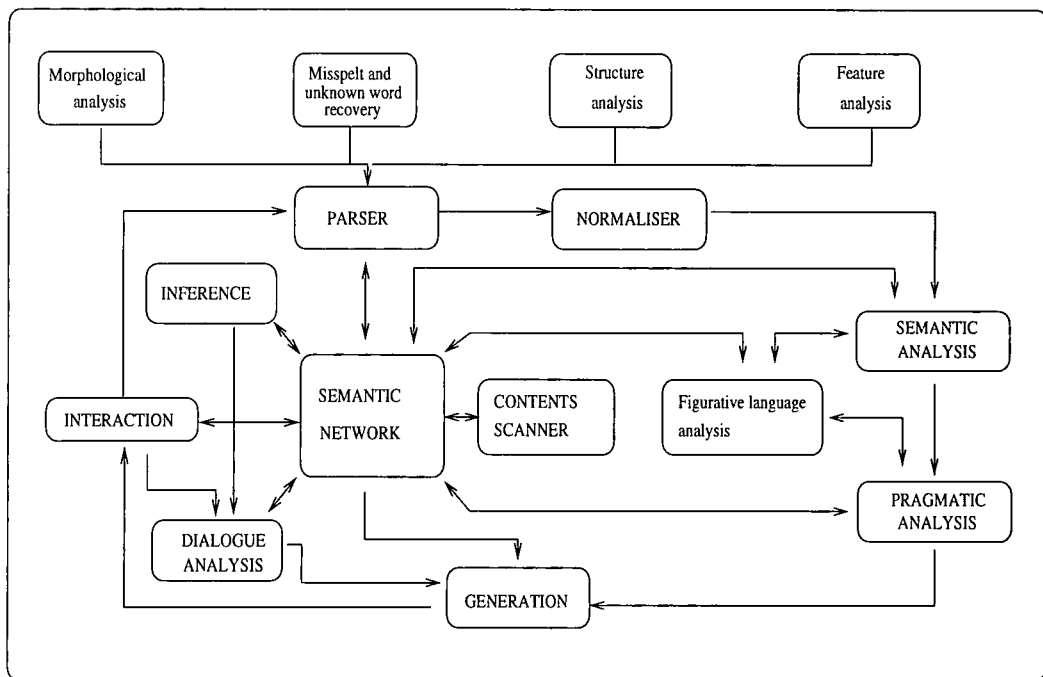 Morphological
analysis
Misspelt and
unknown word
recovery
Structure
analysis
Feature
analysis
PARSER
NORMALISER
INFERENCE
SEMANTIC
ANALYSIS
SEMANTIC
NETWORK
CONTENTS
SCANNER
Figurative language
analysis
INTERACTION
PRAGMATIC
ANALYSIS
DIALOGUE
ANALYSIS
GENERATION